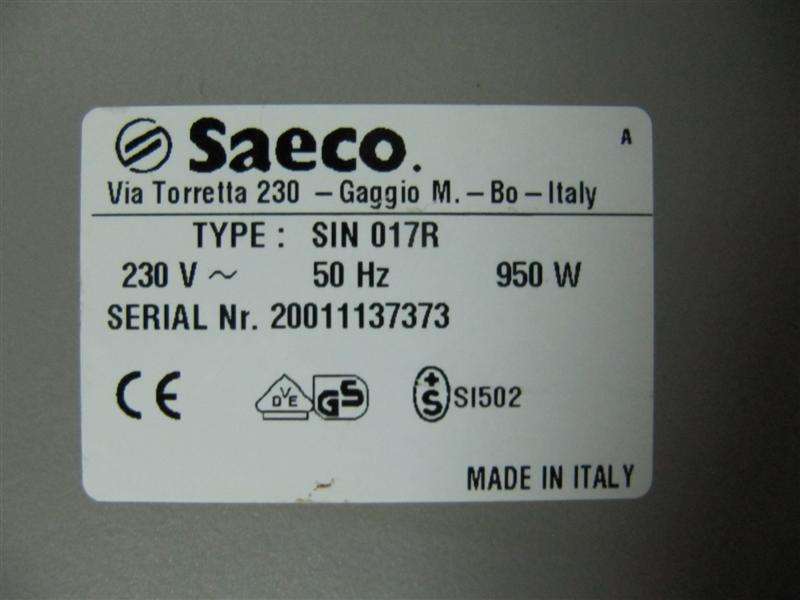 Saeco. A
Via Torretta 230 – Gaggio M. – Bo – Italy
TYPE : SIN 017R
230 V ~ 50 Hz 950 W
SERIAL Nr. 20011137373
CE DVE GS +S SI502
MADE IN ITALY